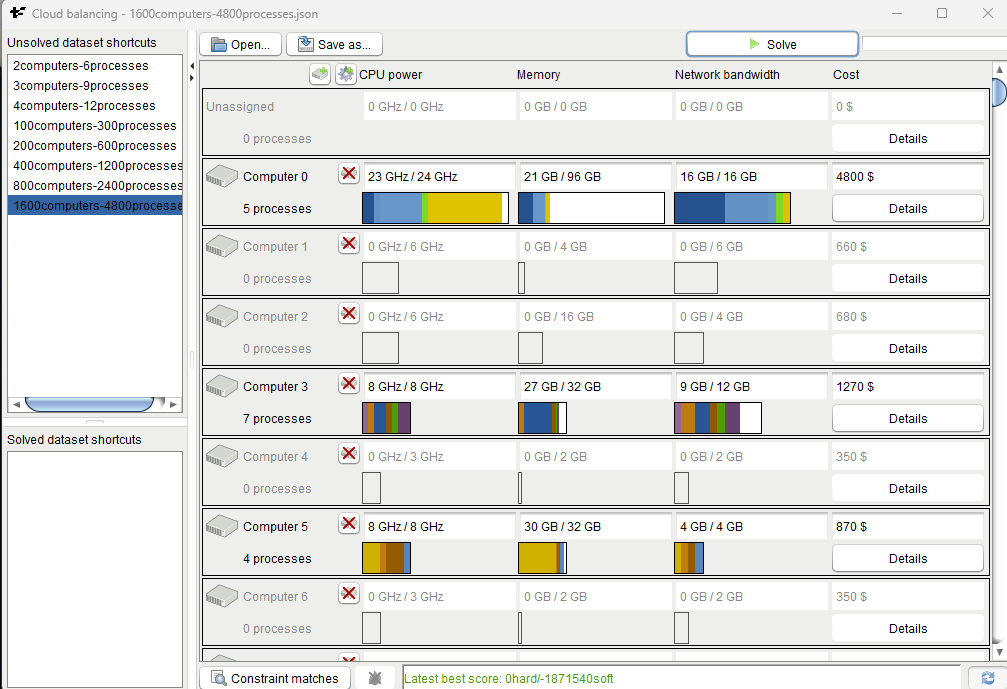 Cloud balancing - 1600computers-4800processes.json
Unsolved dataset shortcuts
2computers-6processes
3computers-9processes
4computers-12processes
100computers-300processes
200computers-600processes
400computers-1200processes
800computers-2400processes
1600computers-4800processe
Solved dataset shortcuts
Open... Save as... Solve
CPU power Memory Network bandwidth Cost
Unassigned 0 GHz / 0 GHz 0 GB / 0 GB 0 GB / 0 GB 0 $
0 processes Details
Computer 0 23 GHz / 24 GHz 21 GB / 96 GB 16 GB / 16 GB 4800 $
5 processes Details
Computer 1 0 GHz / 6 GHz 0 GB / 4 GB 0 GB / 6 GB 660 $
0 processes Details
Computer 2 0 GHz / 6 GHz 0 GB / 16 GB 0 GB / 4 GB 680 $
0 processes Details
Computer 3 8 GHz / 8 GHz 27 GB / 32 GB 9 GB / 12 GB 1270 $
7 processes Details
Computer 4 0 GHz / 3 GHz 0 GB / 2 GB 0 GB / 2 GB 350 $
0 processes Details
Computer 5 8 GHz / 8 GHz 30 GB / 32 GB 4 GB / 4 GB 870 $
4 processes Details
Computer 6 0 GHz / 3 GHz 0 GB / 2 GB 0 GB / 2 GB 350 $
0 processes Details
Constraint matches Latest best score: 0hard/-1871540soft